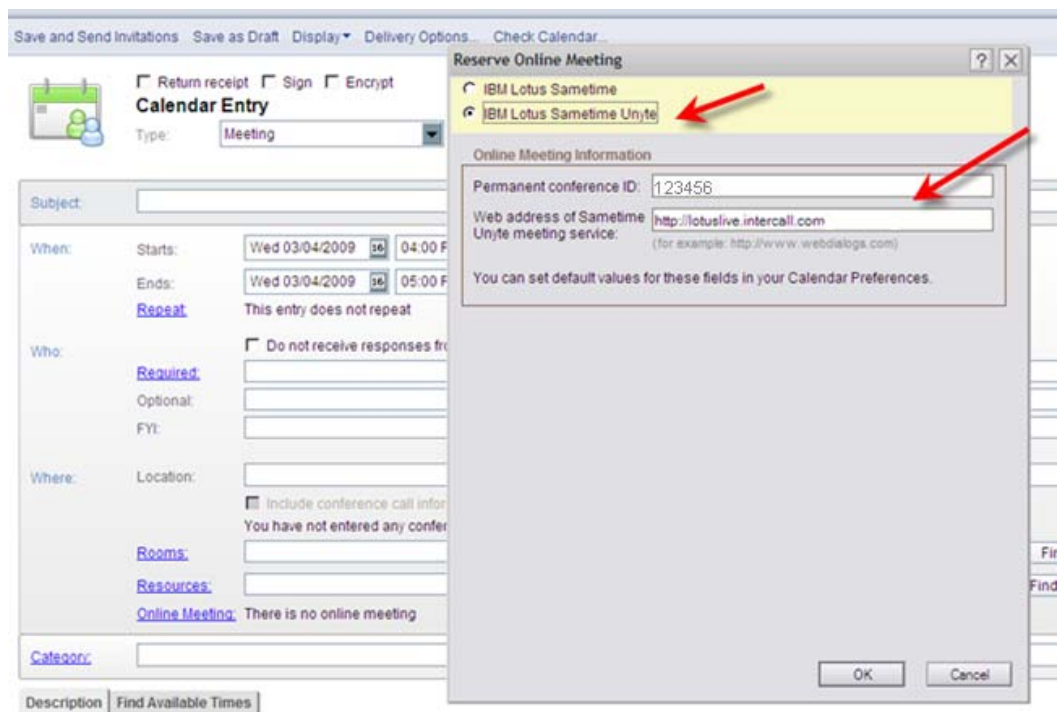 Save and Send Invitations Save as Draft Display Delivery Options... Check Calendar...
Return receipt Sign Encrypt
Calendar Entry
Type: Meeting
Subject:
When: Starts: Wed 03/04/2009 16 04:00 P
Ends: Wed 03/04/2009 16 05:00 P
Repeat: This entry does not repeat
Who: Do not receive responses fro
Required:
Optional:
FYI:
Where: Location:
Include conference call infor
You have not entered any confer
Rooms:
Resources:
Online Meeting: There is no online meeting
Category:
Description Find Available Times
Reserve Online Meeting ?
IBM Lotus Sametime
IBM Lotus Sametime Unyte
Online Meeting Information
Permanent conference ID: 123456
Web address of Sametime
Unyte meeting service: http://lotuslive.intercall.com
(for example: http://www.webdialogs.com)
You can set default values for these fields in your Calendar Preferences.
OK Cancel
Fin
Find